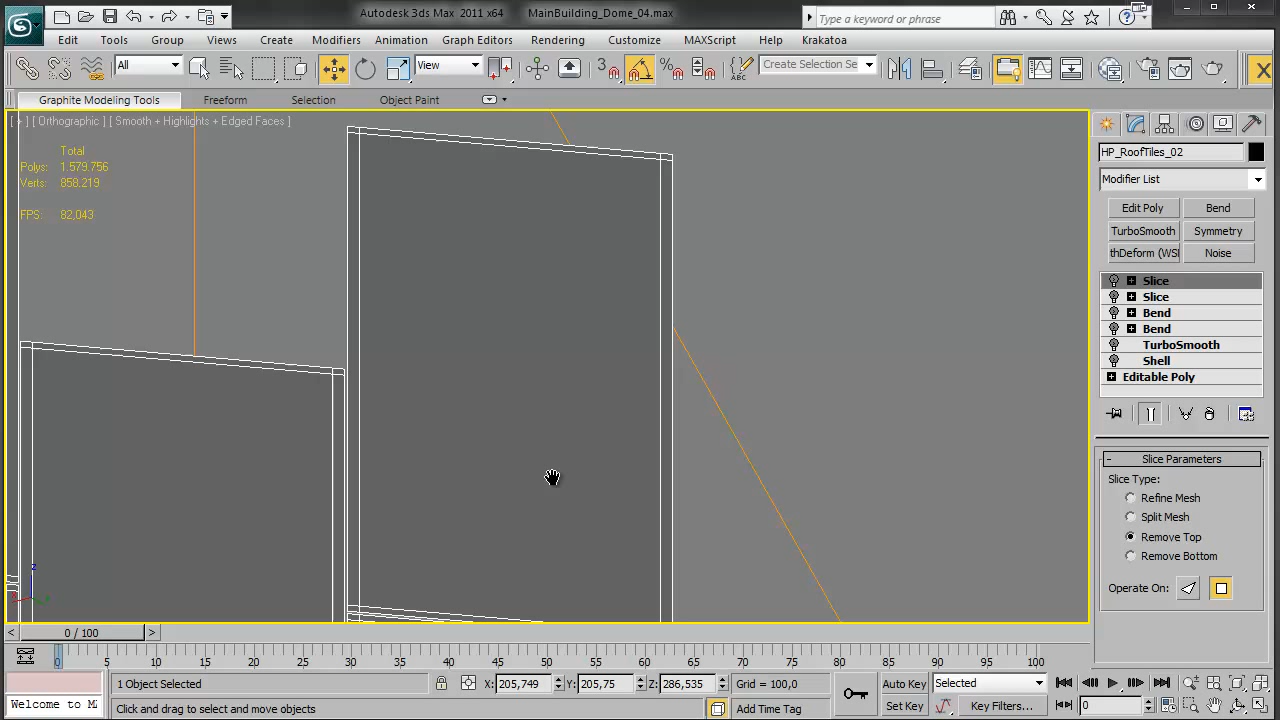 Autodesk 3ds Max 2011 x64 MainBuilding_Dome_04.max
Type a keyword or phrase
Edit Tools Group Views Create Modifiers Animation Graph Editors Rendering Customize MAXScript Help Krakatoa
All View 3 Create Selection Se
Graphite Modeling Tools Freeform Selection Object Paint
[ + ] [ Orthographic ] [ Smooth + Highlights + Edged Faces ]
Total
Polys: 1.579.756
Verts: 858.219
FPS: 82,043
HP_RoofTiles_02
Modifier List
Edit Poly Bend
TurboSmooth Symmetry
thDeform (WSI Noise
Slice
Slice
Bend
Bend
TurboSmooth
Shell
Editable Poly
- Slice Parameters
Slice Type:
Refine Mesh
Split Mesh
Remove Top
Remove Bottom
Operate On:
z
< 0 / 100 >
0 5 10 15 20 25 30 35 40 45 50 55 60 65 70 75 80 85 90 95 100
1 Object Selected X: 205,749 Y: 205,75 Z: 286,535 Grid = 100,0 Auto Key Selected
Welcome to MA Click and drag to select and move objects Add Time Tag Set Key Key Filters... 0